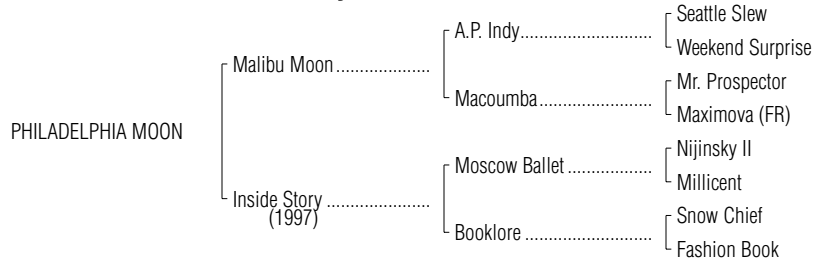 A.P. Indy
Seattle Slew
Weekend Surprise
Malibu Moon
Macoumba
Mr. Prospector
Maximova (FR)
PHILADELPHIA MOON
Inside Story
(1997)
Moscow Ballet
Nijinsky II
Millicent
Booklore
Snow Chief
Fashion Book